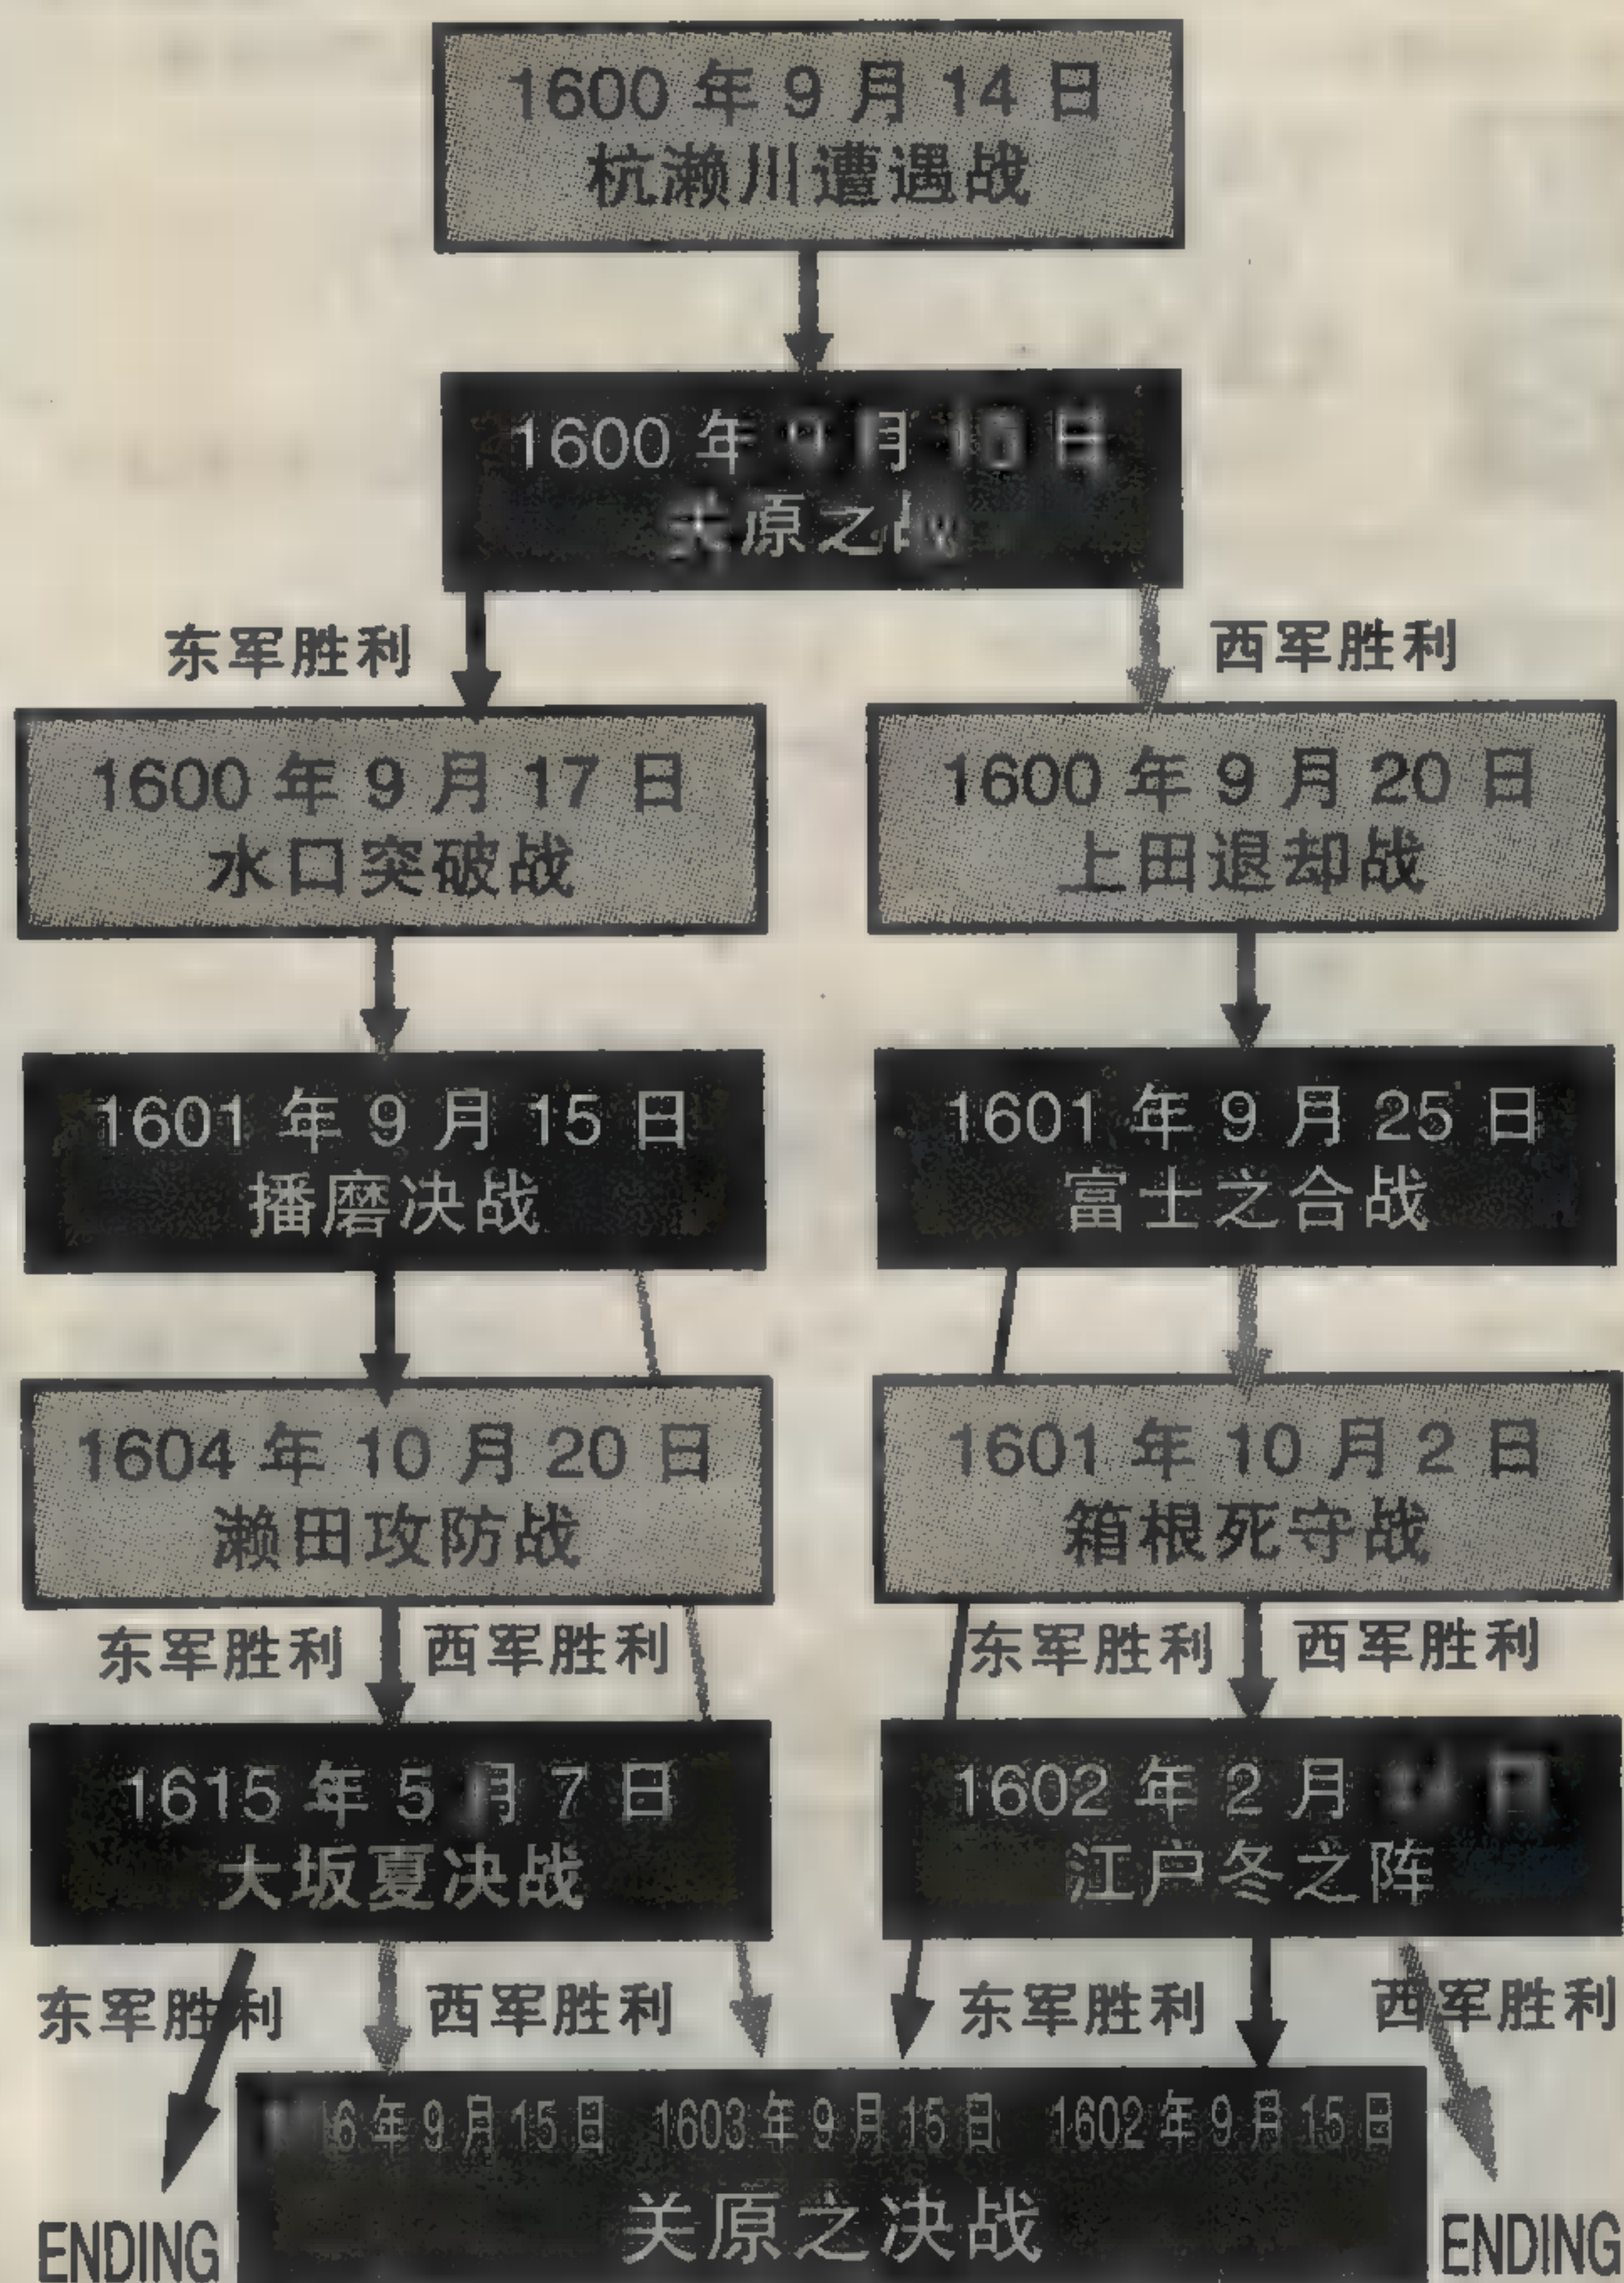 1600 年 9 月 14 日
杭濑川遭遇战
1600 年 月 日
原之
东军胜利
西军胜利
1600 年 9 月 17 日
水口突破战
1600 年 9 月 20 日
上田退却战
1601 年 9 月 15 日
播磨决战
1601 年 9 月 25 日
富士之合战
1604 年 10 月 20 日
濑田攻防战
1601 年 10 月 2 日
箱根死守战
东军胜利 西军胜利
东军胜利 西军胜利
1615 年 5 月 7 日
大坂夏决战
1602 年 2 月 日
江户冬之阵
东军胜利 西军胜利
东军胜利 西军胜利
年 9 月 15 日 1603 年 9 月 15 日 1602 年 9 月 15 日
关原之决战
ENDING
ENDING